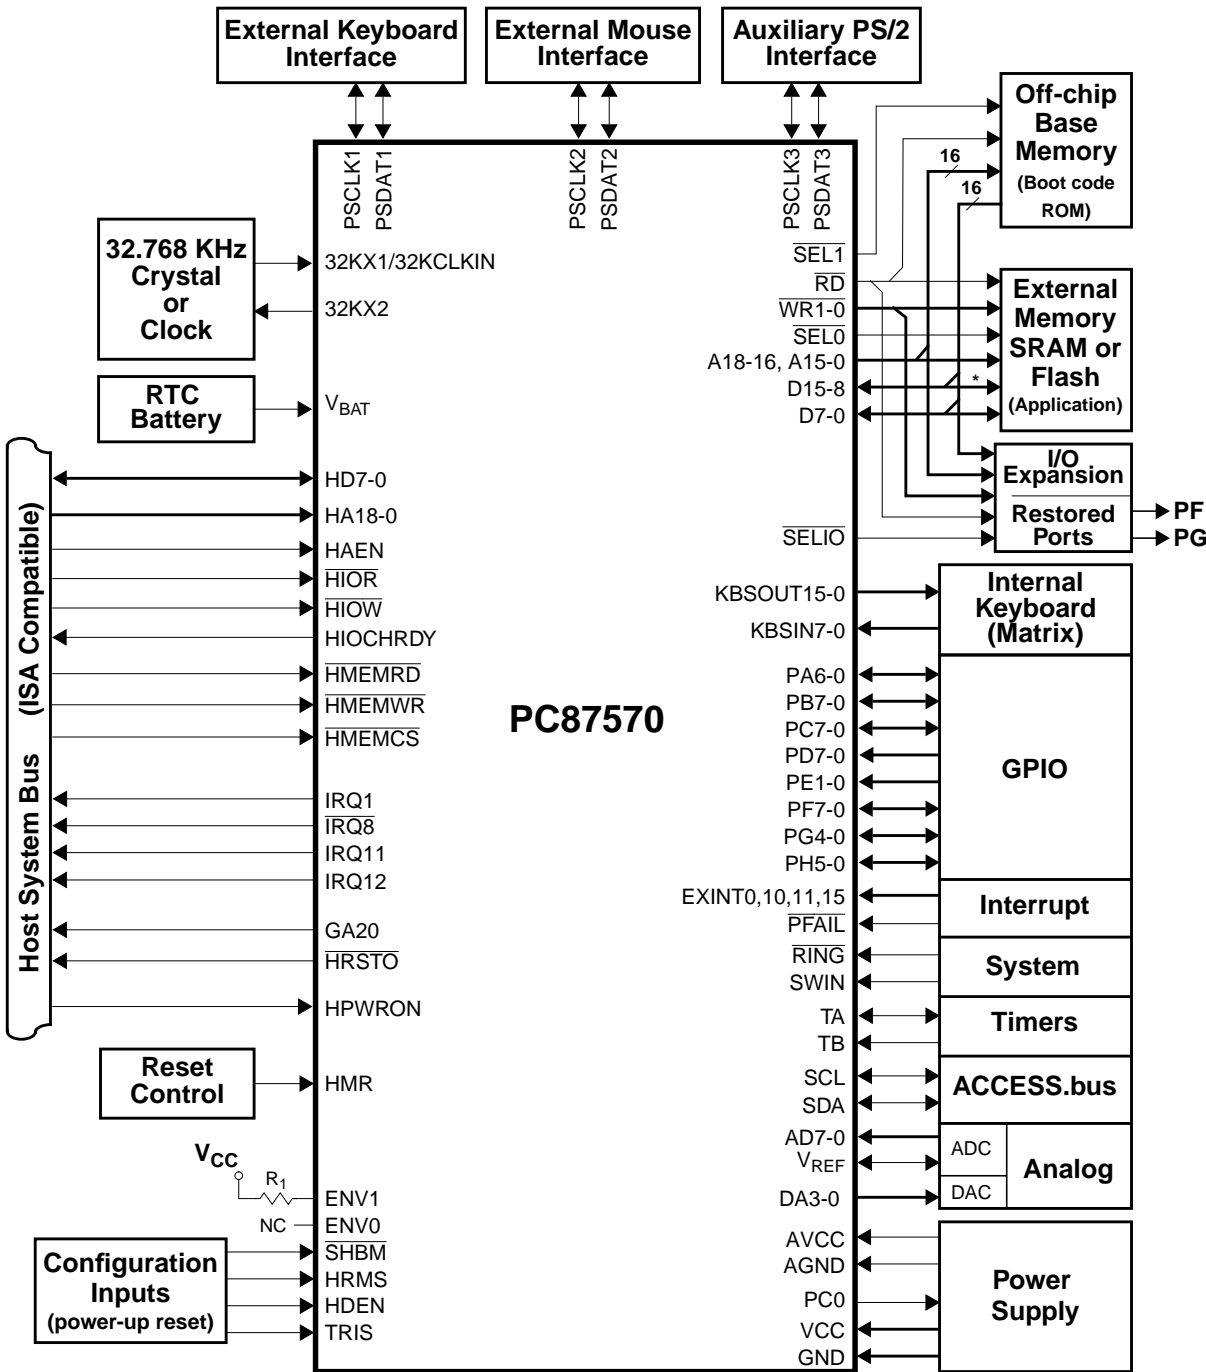 External Keyboard
Interface
External Mouse
Interface
Auxiliary PS/2
Interface
Off-chip
Base
Memory
(Boot code
ROM)
16
16
PSCLK1
PSDAT1
PSCLK2
PSDAT2
PSCLK3
PSDAT3
32.768 KHz
Crystal
or
Clock
32KX1/32KCLKIN
32KX2
RTC
Battery
VBAT
SEL1
RD
WR1-0
SEL0
A18-16, A15-0
D15-8
*
D7-0
External
Memory
SRAM or
Flash
(Application)
I/O
Expansion
Restored
Ports
PF
PG
SELIO
Host System Bus (ISA Compatible)
HD7-0
HA18-0
HAEN
HIOR
HIOW
HIOCHRDY
HMEMRD
HMEMWR
HMEMCS
IRQ1
IRQ8
IRQ11
IRQ12
GA20
HRSTO
HPWRON
PC87570
KBSOUT15-0
KBSIN7-0
Internal
Keyboard
(Matrix)
PA6-0
PB7-0
PC7-0
PD7-0
PE1-0
PF7-0
PG4-0
PH5-0
GPIO
EXINT0,10,11,15
PFAIL
Interrupt
RING
SWIN
System
TA
TB
Timers
SCL
SDA
ACCESS.bus
AD7-0
VREF
DA3-0
ADC
DAC
Analog
Reset
Control
HMR
VCC
R1
ENV1
NC
ENV0
Configuration
Inputs
(power-up reset)
SHBM
HRMS
HDEN
TRIS
AVCC
AGND
PC0
VCC
GND
Power
Supply